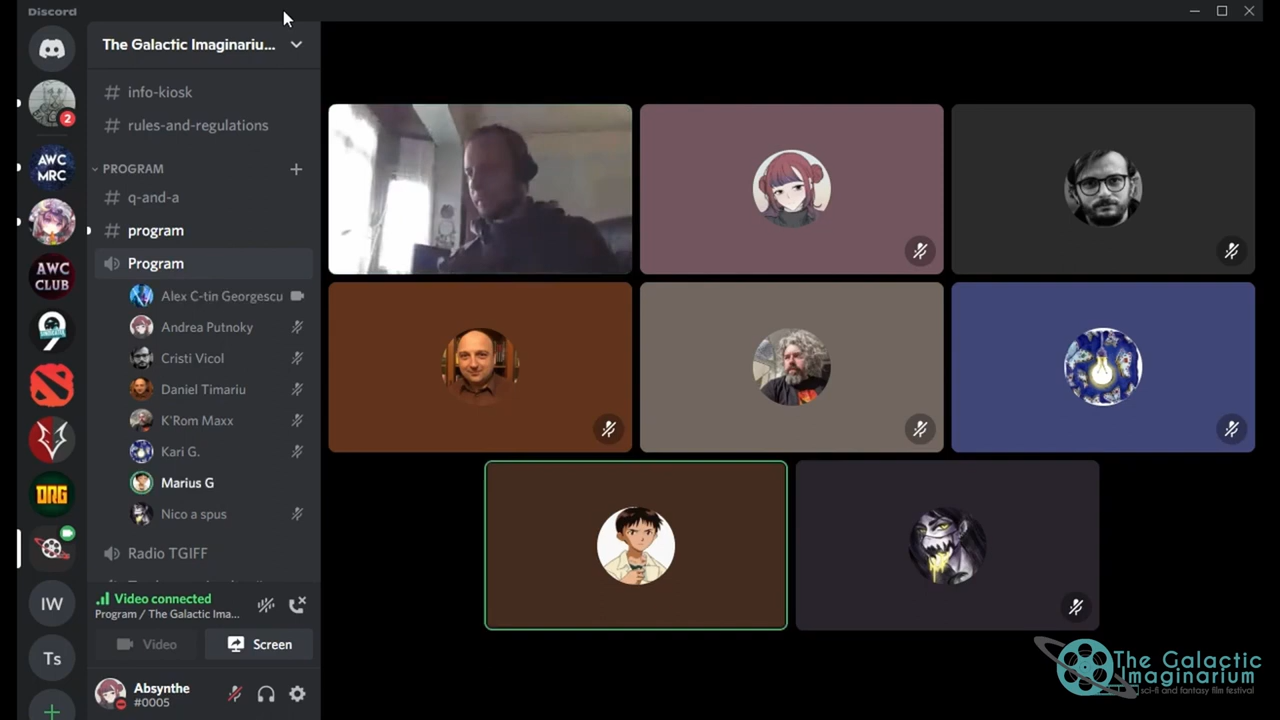 Discord
The Galactic Imaginariu...
info-kiosk
rules-and-regulations
PROGRAM
q-and-a
program
Program
Alex C-tin Georgescu
Andrea Putnoky
Cristi Vicol
Daniel Timariu
K'Rom Maxx
Kari G.
Marius G
Nico a spus
Radio TGIFF
Video connected
Program / The Galactic Ima...
Video
Screen
Absynthe
#0005
2
AWC
MRC
AWC
CLUB
9
DRG
IW
Ts
The Galactic
Imaginarium
sci-fi and fantasy film festival